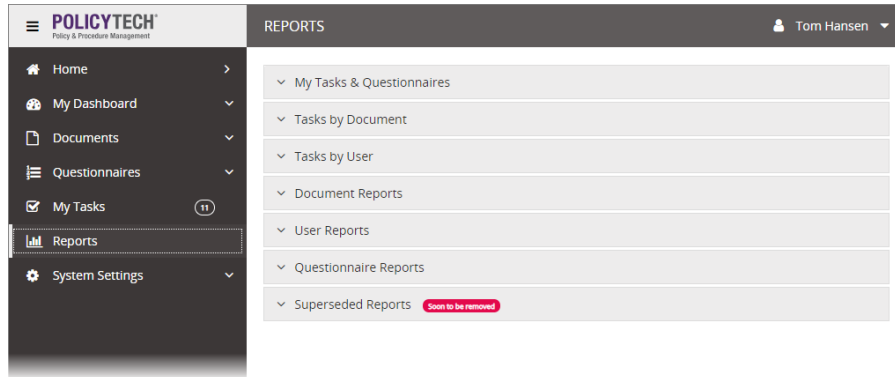 POLICYTECH
Policy & Procedure Management
REPORTS
Tom Hansen
Home
My Dashboard
Documents
Questionnaires
My Tasks 11
Reports
System Settings
My Tasks & Questionnaires
Tasks by Document
Tasks by User
Document Reports
User Reports
Questionnaire Reports
Superseded Reports Soon to be removed